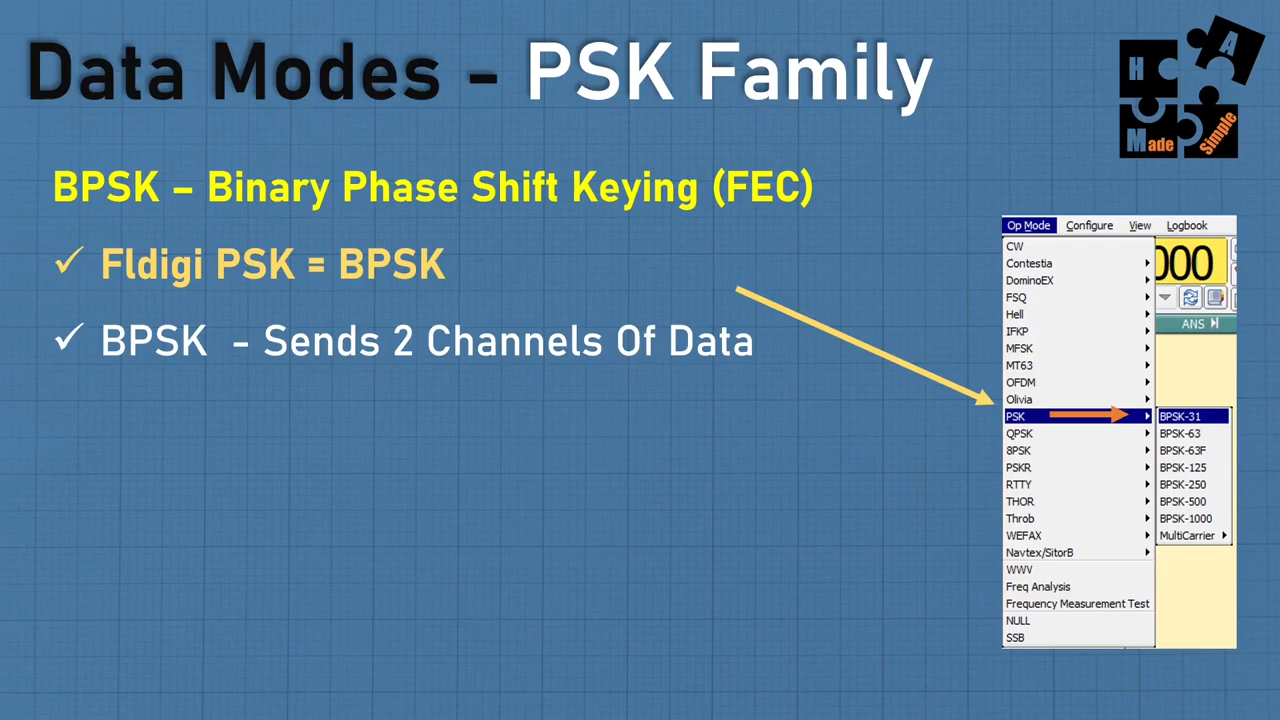 Data Modes - PSK Family
H A Made Simple
BPSK – Binary Phase Shift Keying (FEC)
✓ Fldigi PSK = BPSK
✓ BPSK - Sends 2 Channels Of Data
Op Mode Configure View Logbook
CW
Contestia
DominoEX
FSQ
Hell
IFKP
MFSK
MT63
OFDM
Olivia
PSK
QPSK
8PSK
PSKR
RTTY
THOR
Throb
WEFAX
Navtex/SitorB
WWV
Freq Analysis
Frequency Measurement Test
NULL
SSB
000
ANS
BPSK-31
BPSK-63
BPSK-63F
BPSK-125
BPSK-250
BPSK-500
BPSK-1000
MultiCarrier